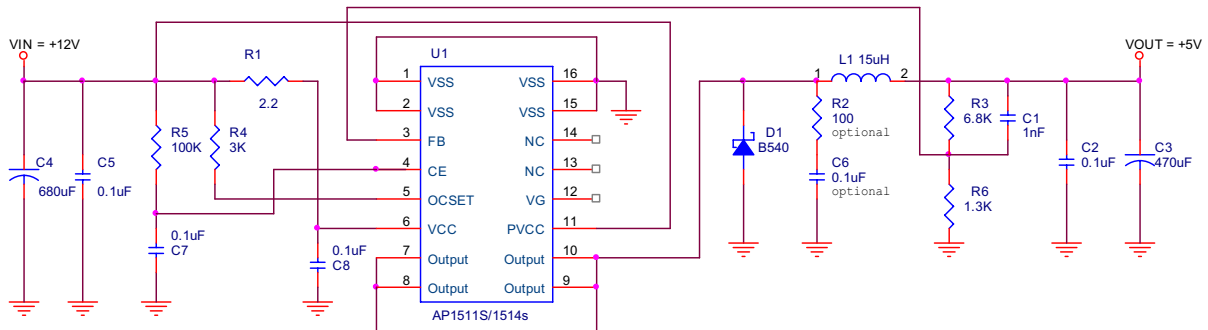 VIN = +12V
R1
2.2
U1
VOUT = +5V
L1 15uH
1 2
1 VSS VSS 16
2 VSS VSS 15
3 FB NC 14
4 CE NC 13
5 OCSET VG 12
6 VCC PVCC 11
7 Output Output 10
8 Output Output 9
AP1511S/1514s
R5
100K
R4
3K
C4
680uF
C5
0.1uF
0.1uF
C7
0.1uF
C8
D1
B540
R2
100
optional
C6
0.1uF
optional
R3
6.8K
C1
1nF
R6
1.3K
C2
0.1uF
C3
470uF